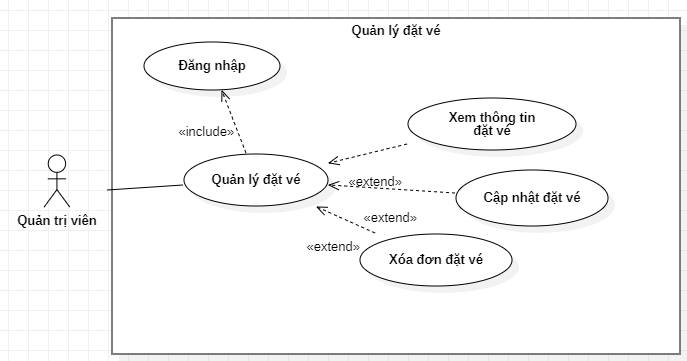 Quản lý đặt vé
Đăng nhập
«include»
Xem thông tin
đặt vé
Quản lý đặt vé
«extend»
Cập nhật đặt vé
Quản trị viên
«extend»
«extend»
Xóa đơn đặt vé